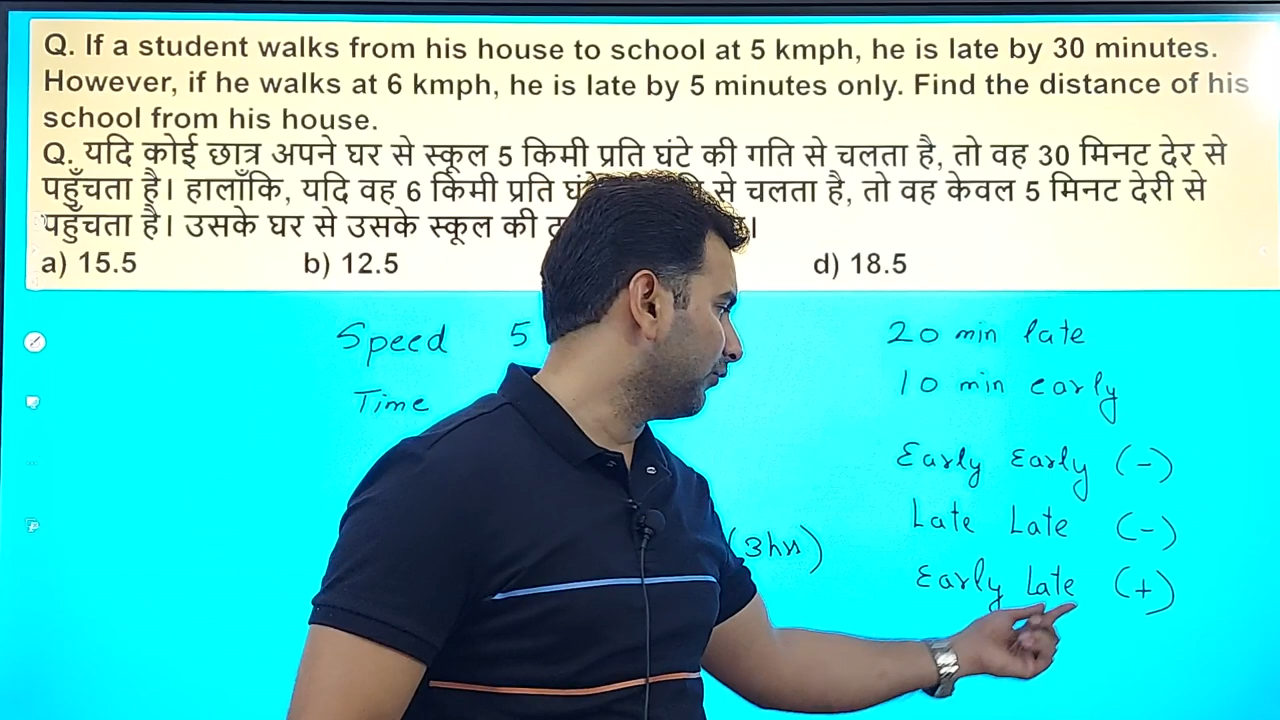 Q. If a student walks from his house to school at 5 kmph, he is late by 30 minutes.
However, if he walks at 6 kmph, he is late by 5 minutes only. Find the distance of his
school from his house.
Q. यदि कोई छात्र अपने घर से स्कूल 5 किमी प्रति घंटे की गति से चलता है, तो वह 30 मिनट देर से
पहुँचता है। हालाँकि, यदि वह 6 किमी प्रति से चलता है, तो वह केवल 5 मिनट देरी से
पहुँचता है। उसके घर से उसके स्कूल की
a) 15.5 b) 12.5 d) 18.5
Speed 5 20 min late
Time 10 min early
Early Early (-)
Late Late (-)
(3hrs)
Early Late (+)